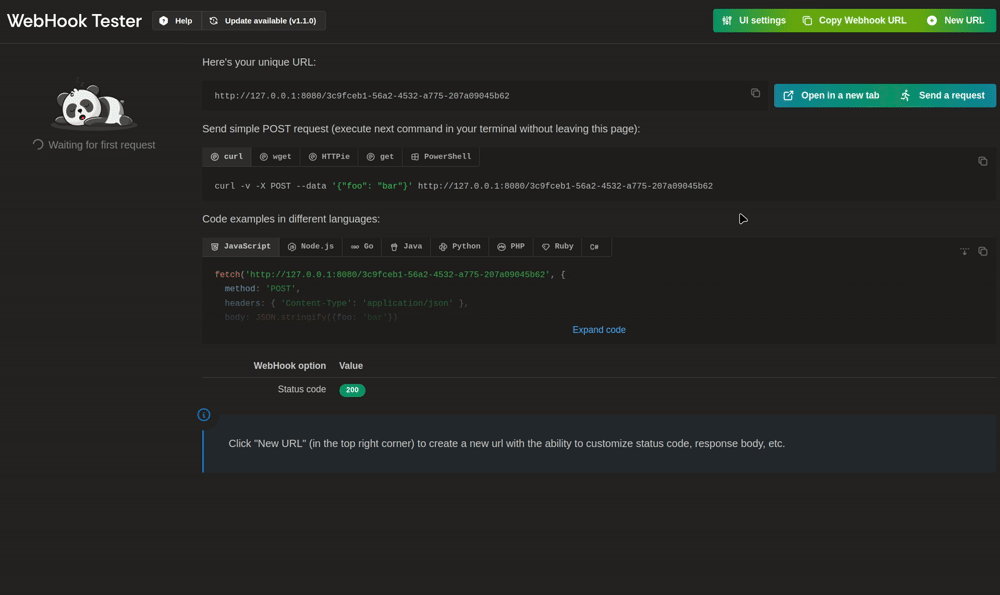 WebHook Tester
Help
Update available (v1.1.0)
UI settings
Copy Webhook URL
New URL
Waiting for first request
Here's your unique URL:
http://127.0.0.1:8080/3c9fceb1-56a2-4532-a775-207a09045b62
Open in a new tab
Send a request
Send simple POST request (execute next command in your terminal without leaving this page):
curl
wget
HTTPie
get
PowerShell
curl -v -X POST --data '{"foo": "bar"}' http://127.0.0.1:8080/3c9fceb1-56a2-4532-a775-207a09045b62
Code examples in different languages:
JavaScript
Node.js
Go
Java
Python
PHP
Ruby
C#
fetch('http://127.0.0.1:8080/3c9fceb1-56a2-4532-a775-207a09045b62', {
method: 'POST',
headers: { 'Content-Type': 'application/json' },
body: JSON.stringify({foo: 'bar'})
Expand code
WebHook option Value
Status code 200
Click "New URL" (in the top right corner) to create a new url with the ability to customize status code, response body, etc.